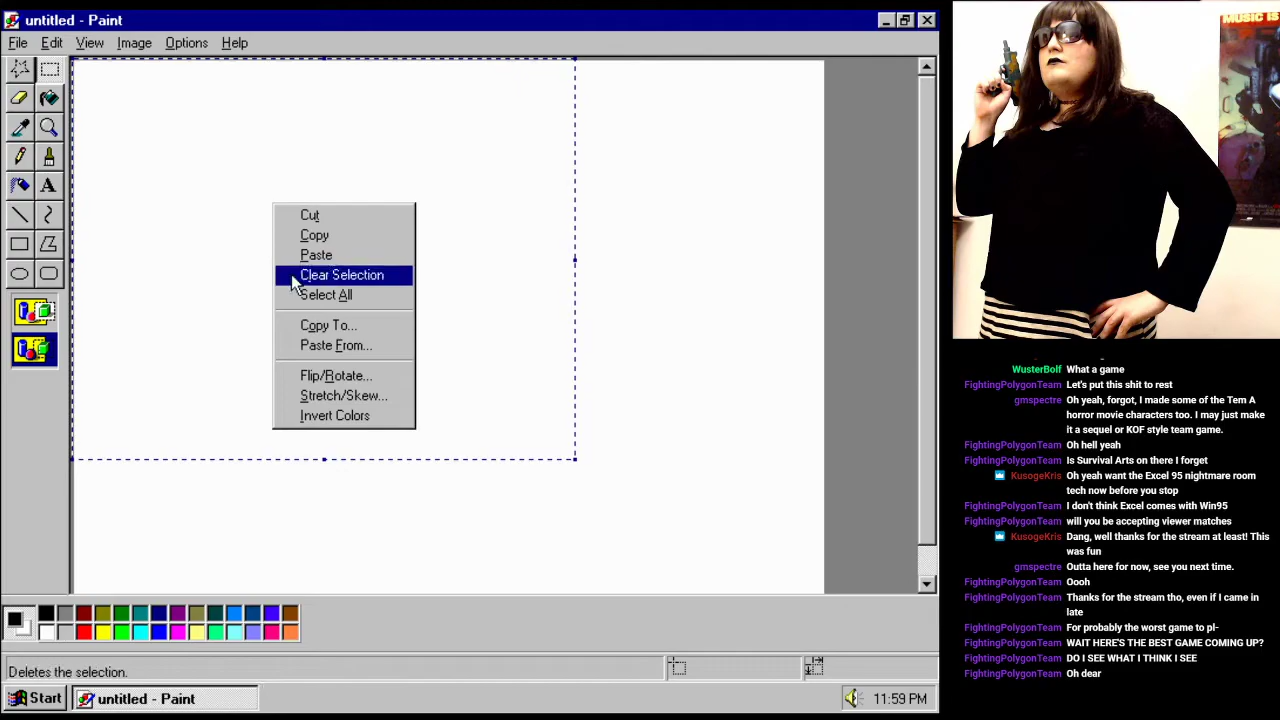 untitled - Paint
File Edit View Image Options Help
A
Cut
Copy
Paste
Clear Selection
Select All
Copy To...
Paste From...
Flip/Rotate...
Stretch/Skew...
Invert Colors
Deletes the selection.
Start untitled - Paint 11:59 PM
MUSIC IS
WusterBolf What a game
FightingPolygonTeam Let's put this shit to rest
gmspectre Oh yeah, forgot, I made some of the Tem A
horror movie characters too. I may just make
it a sequel or KOF style team game.
FightingPolygonTeam Oh hell yeah
FightingPolygonTeam Is Survival Arts on there I forget
KusogeKris Oh yeah want the Excel 95 nightmare room
tech now before you stop
FightingPolygonTeam I don't think Excel comes with Win95
FightingPolygonTeam will you be accepting viewer matches
KusogeKris Dang, well thanks for the stream at least! This
was fun
gmspectre Outta here for now, see you next time.
FightingPolygonTeam Oooh
FightingPolygonTeam Thanks for the stream tho, even if I came in
late
FightingPolygonTeam For probably the worst game to pl-
FightingPolygonTeam WAIT HERE'S THE BEST GAME COMING UP?
FightingPolygonTeam DO I SEE WHAT I THINK I SEE
FightingPolygonTeam Oh dear